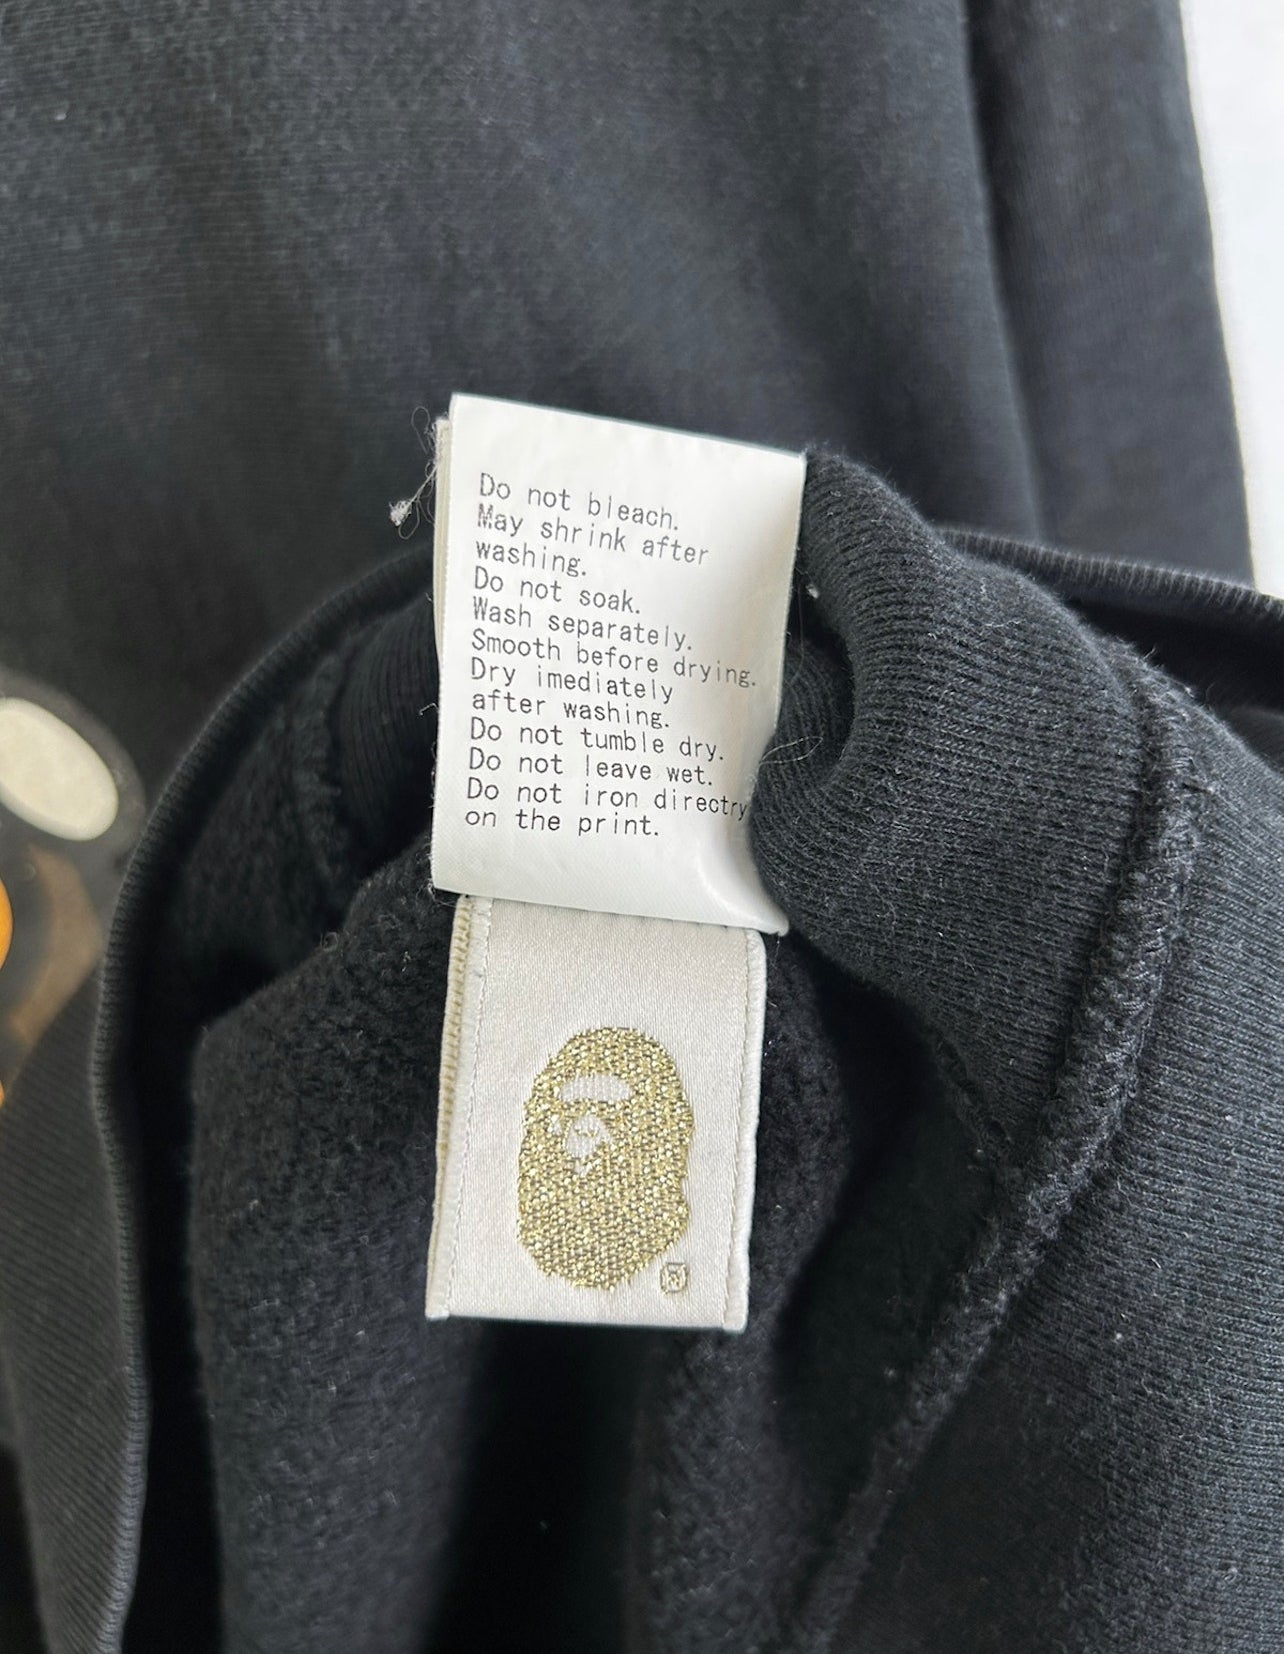 Do not bleach.
May shrink after
washing.
Do not soak.
Wash separately.
Smooth before drying.
Dry imediately
after washing.
Do not tumble dry.
Do not leave wet.
Do not iron directry
on the print.
®